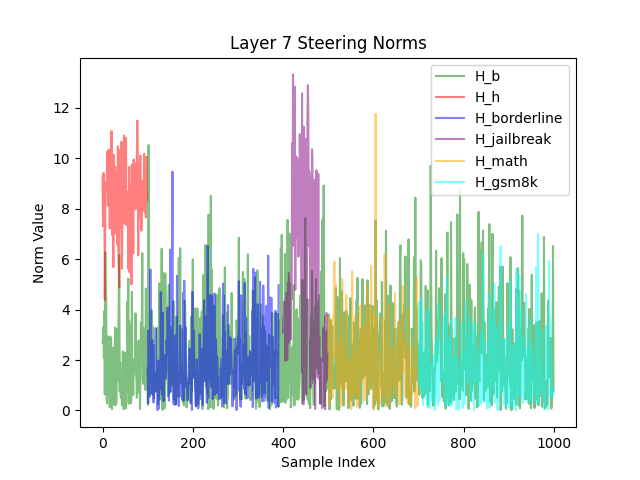 Layer 7 Steering Norms
Norm Value
12
10
8
6
4
2
0
H_b
H_h
H_borderline
H_jailbreak
H_math
H_gsm8k
0 200 400 600 800 1000
Sample Index